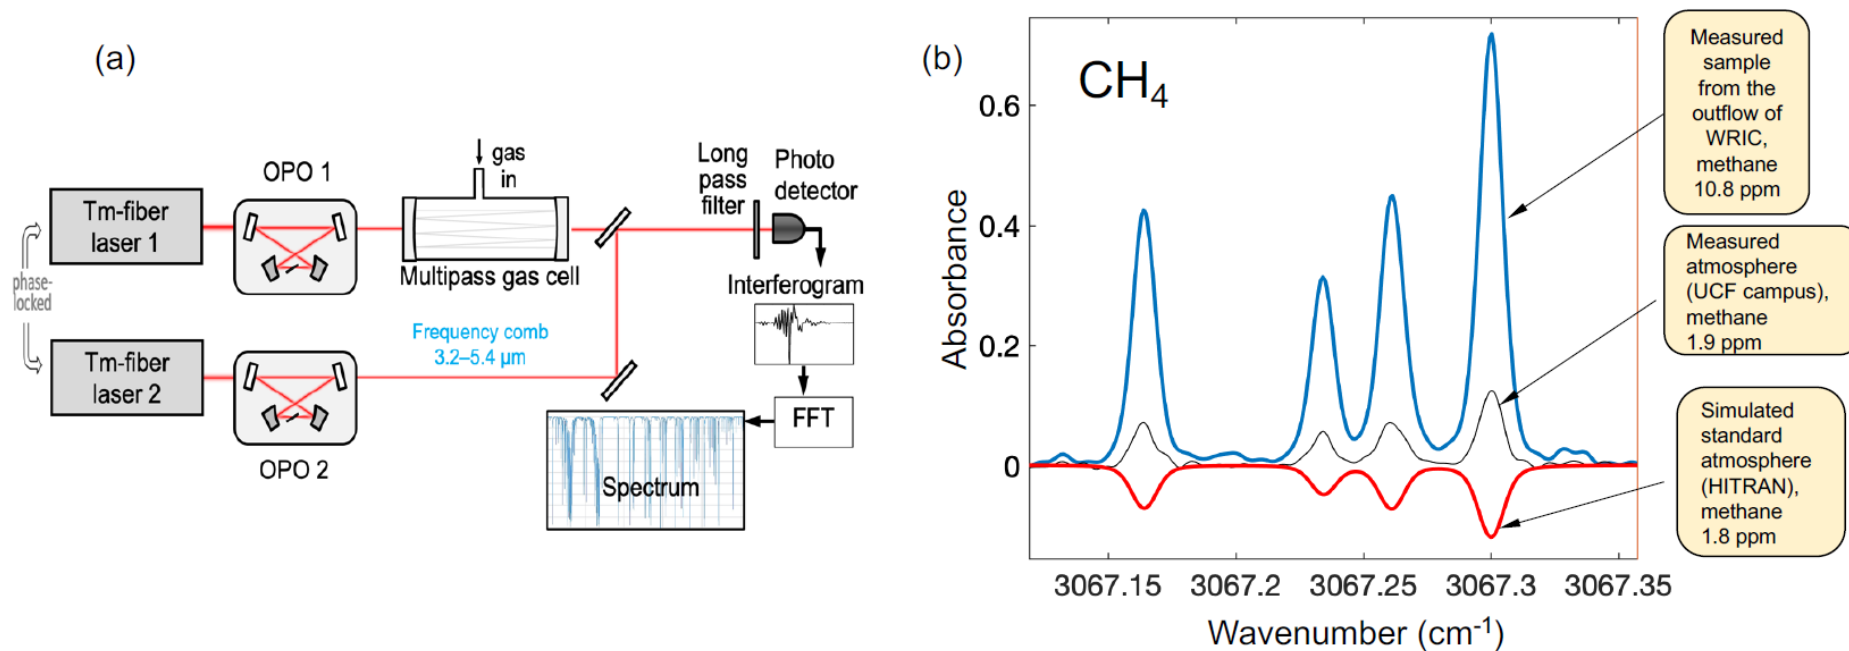 (a)
OPO 1
gas
in
Long
pass
filter
Photo
detector
Tm-fiber
laser 1
Multipass gas cell
phase-
locked
Interferogram
Frequency comb
3.2–5.4 µm
Tm-fiber
laser 2
FFT
OPO 2
Spectrum
(b)
CH4
0.6
0.4
0.2
0
Absorbance
3067.15
3067.2
3067.25
3067.3
3067.35
Wavenumber (cm-1)
Measured
sample
from the
outflow of
WRIC,
methane
10.8 ppm
Measured
atmosphere
(UCF campus),
methane
1.9 ppm
Simulated
standard
atmosphere
(HITRAN),
methane
1.8 ppm